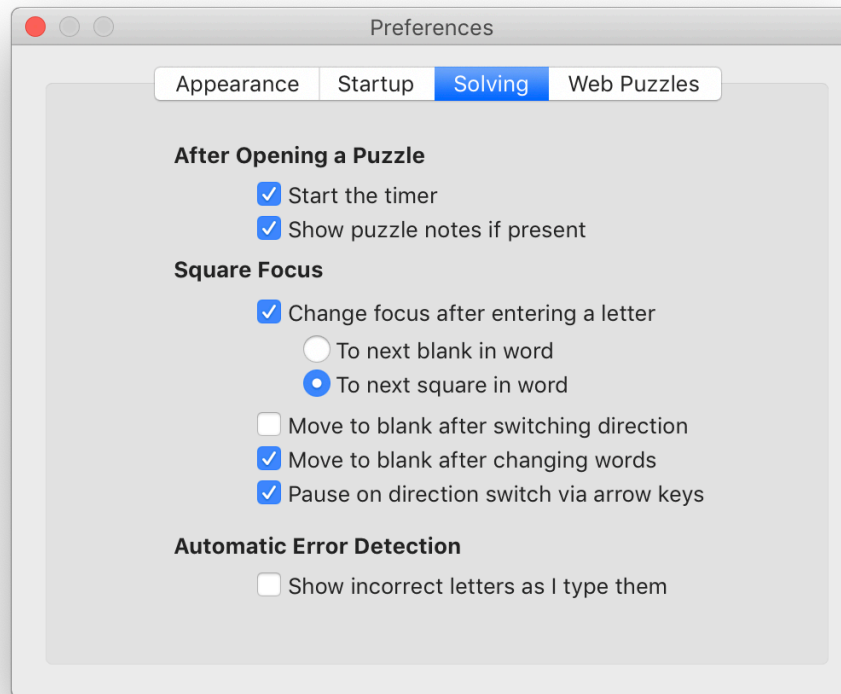 Preferences
Appearance Startup Solving Web Puzzles
After Opening a Puzzle
Start the timer
Show puzzle notes if present
Square Focus
Change focus after entering a letter
To next blank in word
To next square in word
Move to blank after switching direction
Move to blank after changing words
Pause on direction switch via arrow keys
Automatic Error Detection
Show incorrect letters as I type them